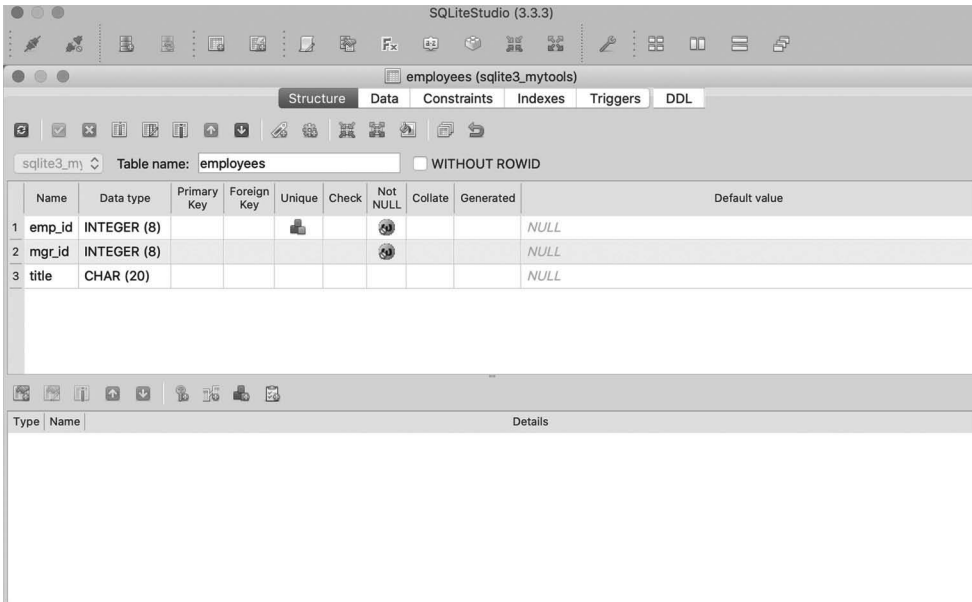 SQLiteStudio (3.3.3)
employees (sqlite3_mytools)
Structure Data Constraints Indexes Triggers DDL
sqlite3_my Table name: employees WITHOUT ROWID
Name Data type Primary Key Foreign Key Unique Check Not NULL Collate Generated Default value
1 emp_id INTEGER (8) NULL
2 mgr_id INTEGER (8) NULL
3 title CHAR (20) NULL
Type Name Details